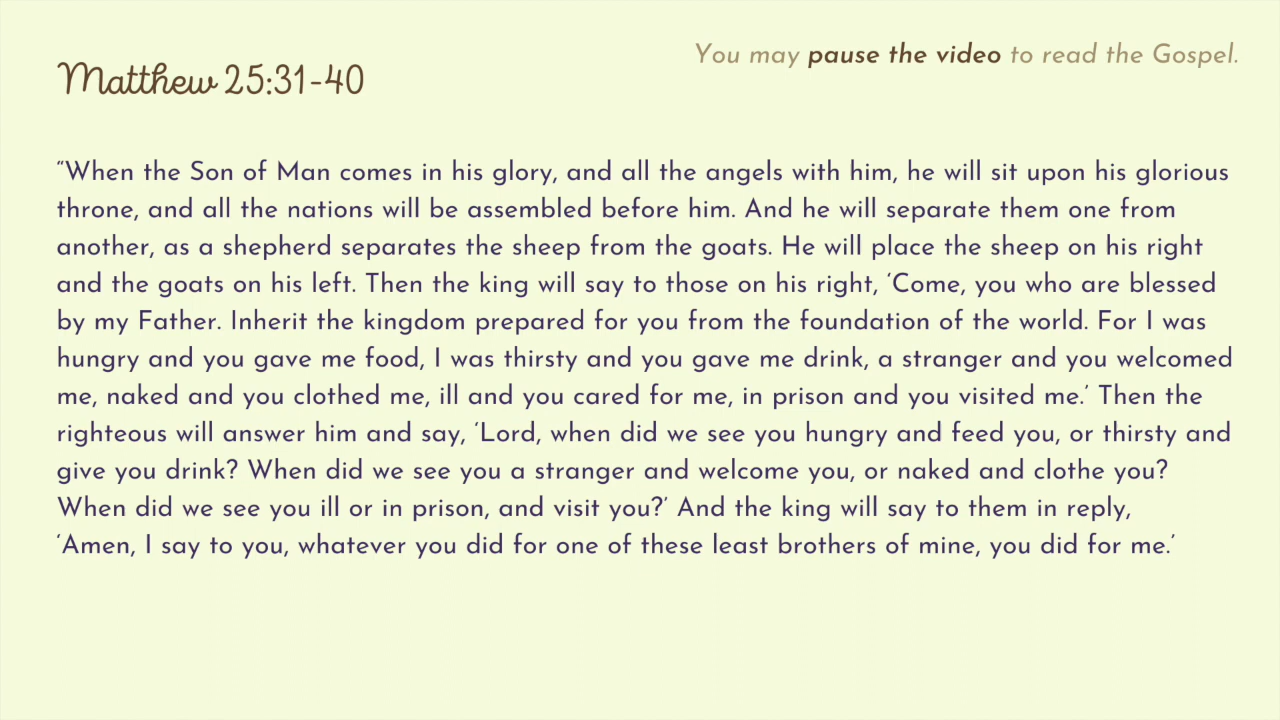 You may pause the video to read the Gospel.
Matthew 25:31-40
“When the Son of Man comes in his glory, and all the angels with him, he will sit upon his glorious
throne, and all the nations will be assembled before him. And he will separate them one from
another, as a shepherd separates the sheep from the goats. He will place the sheep on his right
and the goats on his left. Then the king will say to those on his right, ‘Come, you who are blessed
by my Father. Inherit the kingdom prepared for you from the foundation of the world. For I was
hungry and you gave me food, I was thirsty and you gave me drink, a stranger and you welcomed
me, naked and you clothed me, ill and you cared for me, in prison and you visited me.’ Then the
righteous will answer him and say, ‘Lord, when did we see you hungry and feed you, or thirsty and
give you drink? When did we see you a stranger and welcome you, or naked and clothe you?
When did we see you ill or in prison, and visit you?’ And the king will say to them in reply,
‘Amen, I say to you, whatever you did for one of these least brothers of mine, you did for me.’